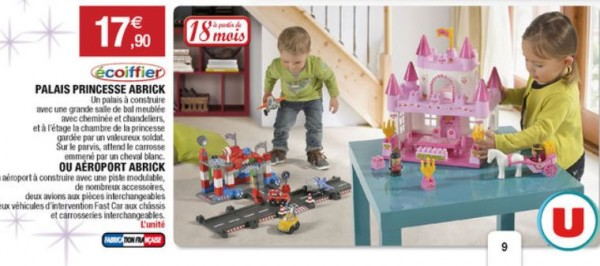 17€
,90
à partir de
18 mois
écoiffier
PALAIS PRINCESSE ABRICK
Un palais à construire
avec une grande salle de bal meublée
avec cheminée et chandeliers,
et à l'étage la chambre de la princesse
gardée par un valeureux soldat.
Sur le parvis, attend le carrosse
emmené par un cheval blanc.
OU AÉROPORT ABRICK
aéroport à construire avec une piste modulable,
de nombreux accessoires,
deux avions aux pièces interchangeables
eux véhicules d'intervention Fast Car aux châssis
et carrosseries interchangeables.
L'unité
FABRICATION FRANÇAISE
U
9